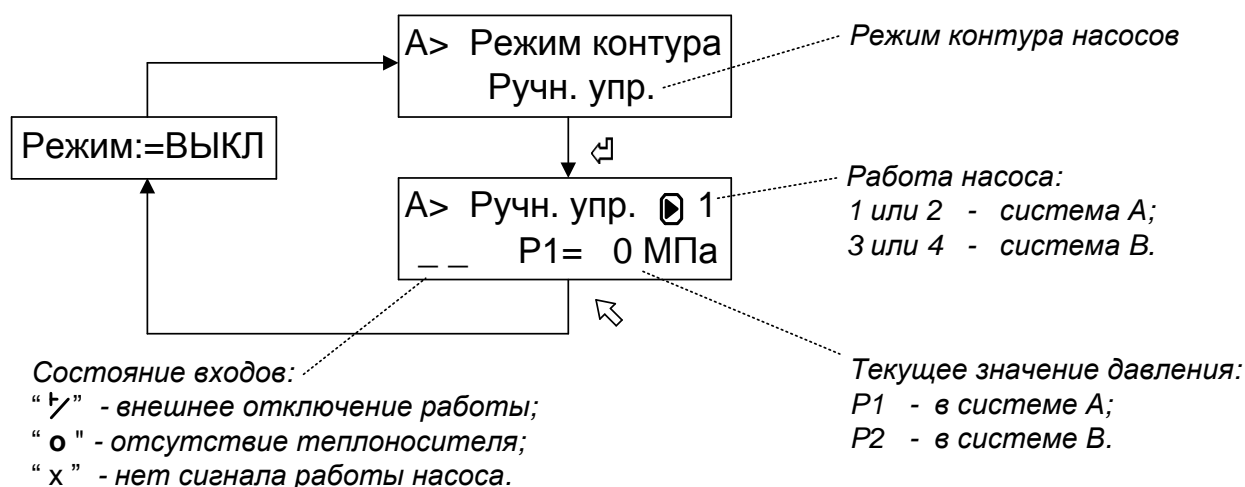 А> Режим контура
Ручн. упр.
Режим контура насосов
Режим:=ВЫКЛ
А> Ручн. упр. 1
_ _ P1= 0 МПа
Работа насоса:
1 или 2 - система А;
3 или 4 - система В.
Состояние входов:
“ ” - внешнее отключение работы;
“ о " - отсутствие теплоносителя;
“ х ” - нет сигнала работы насоса.
Текущее значение давления:
Р1 - в системе А;
Р2 - в системе В.